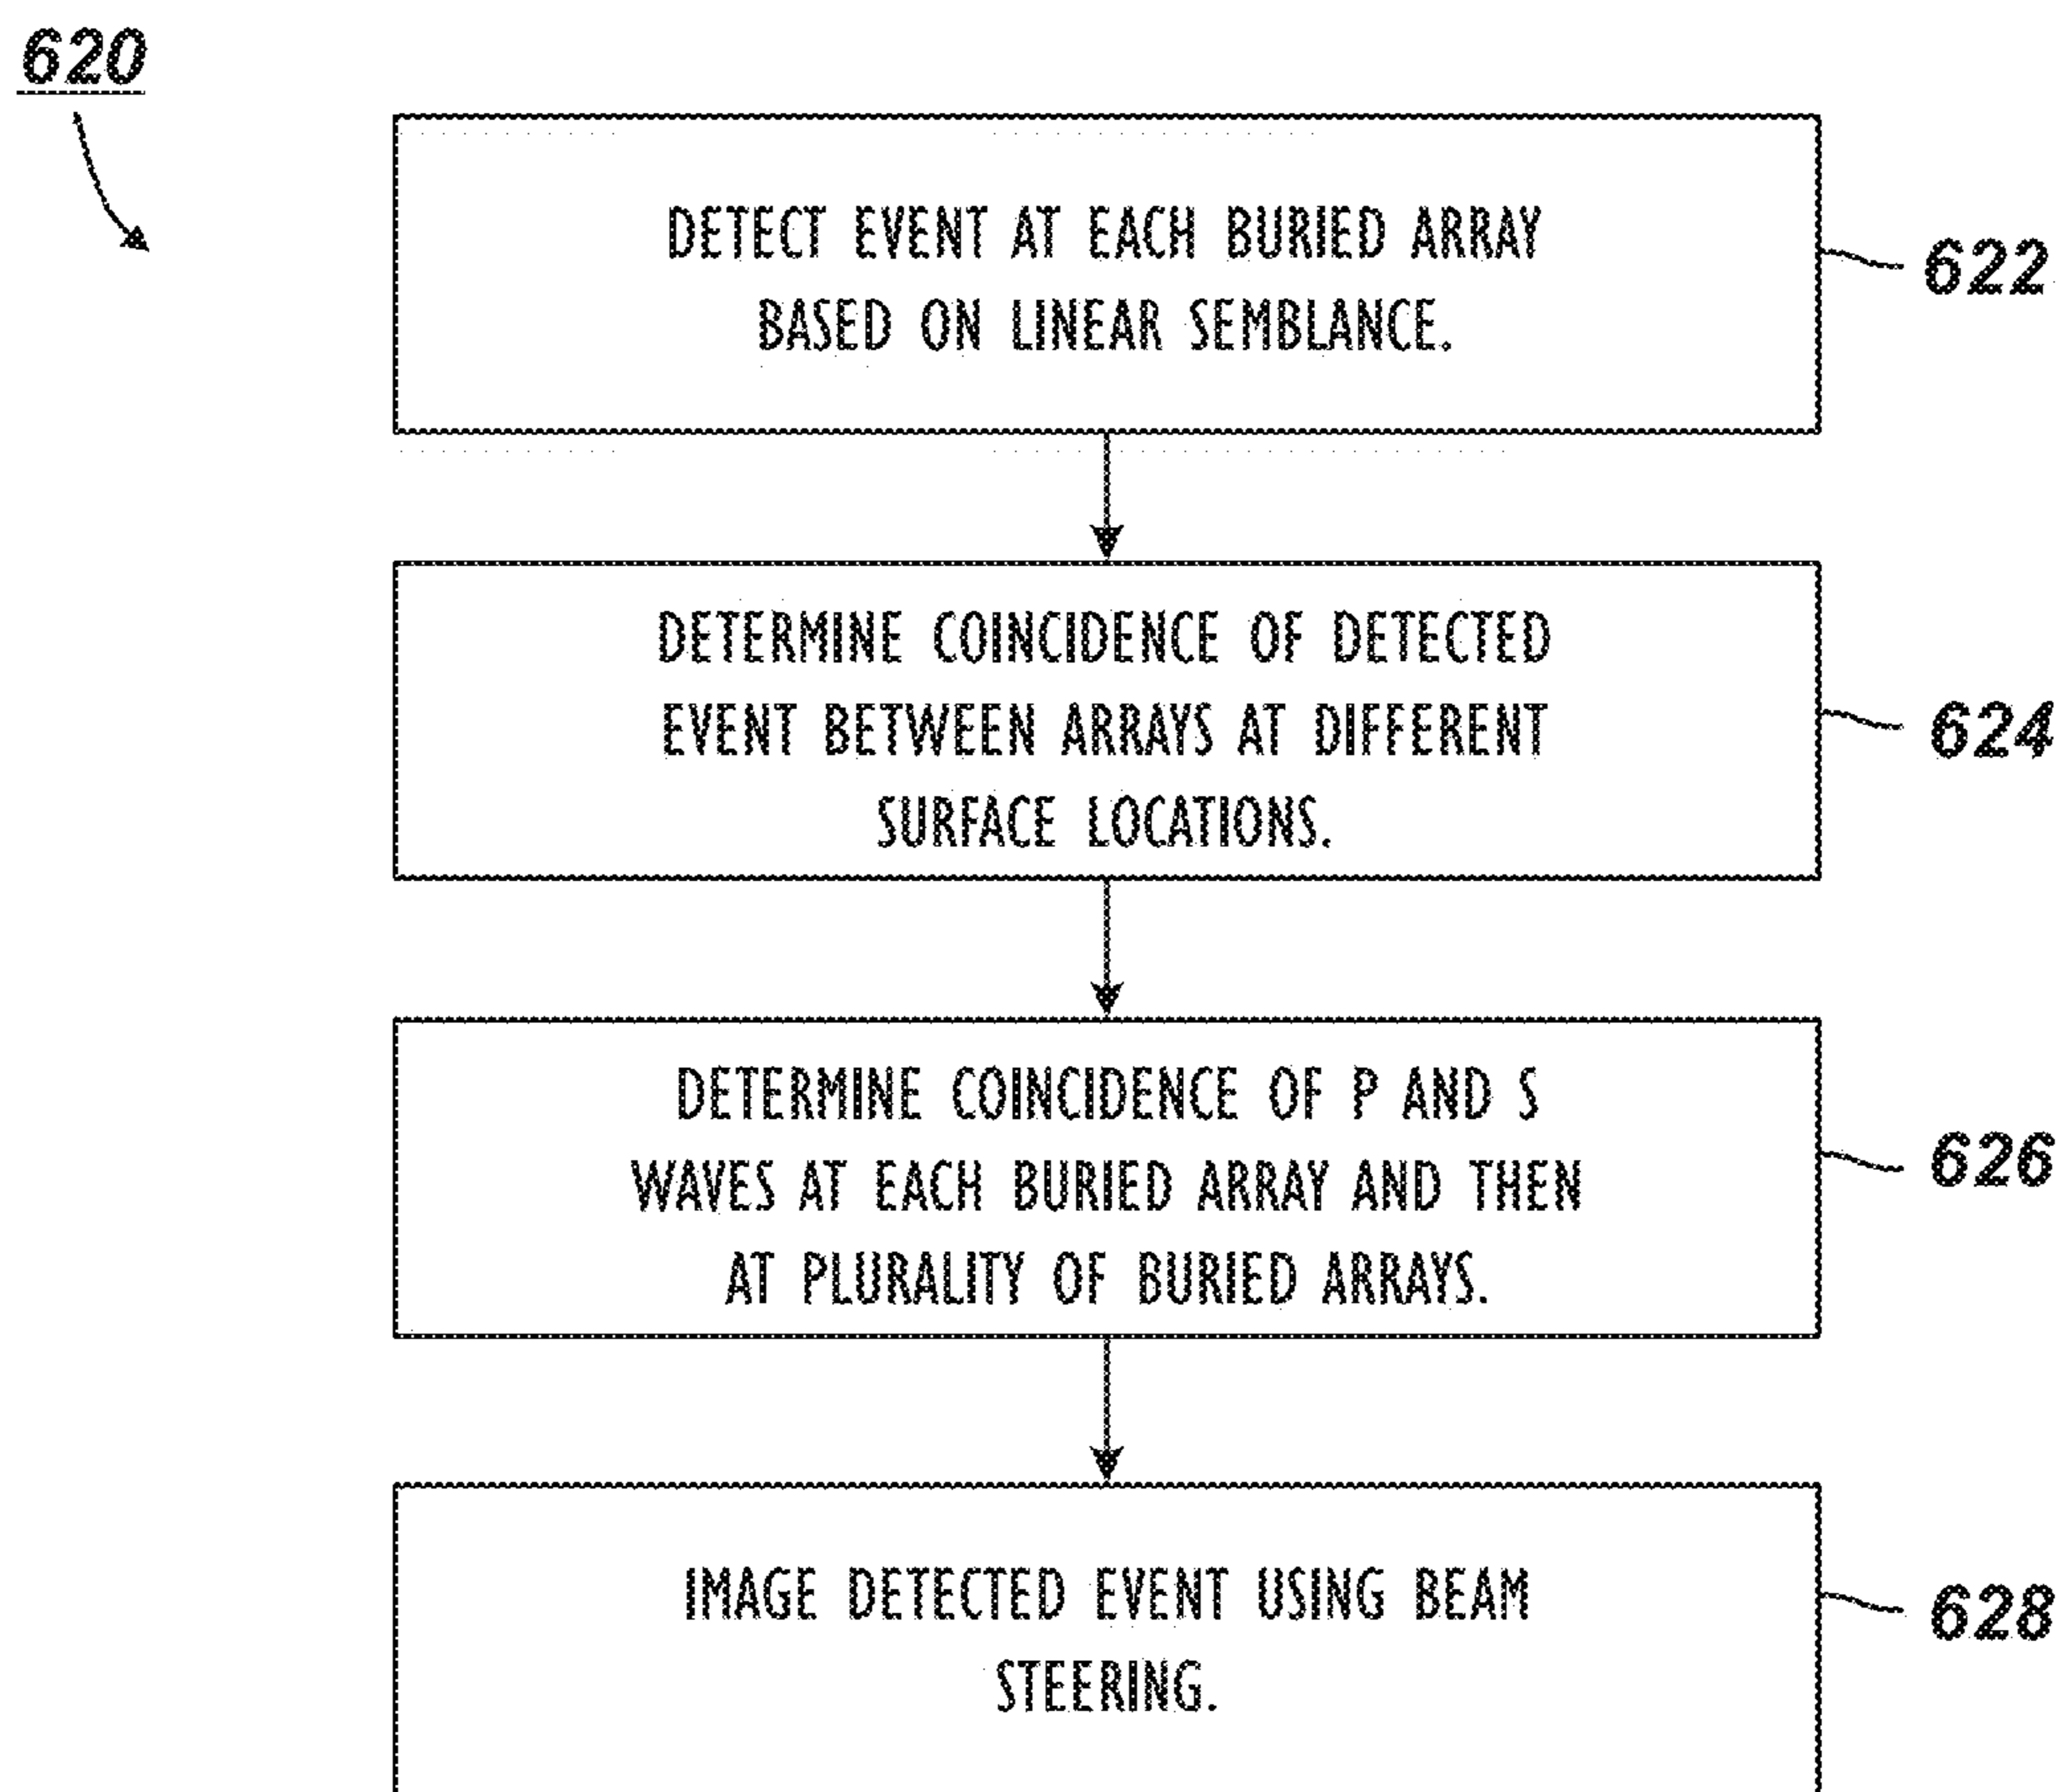 620
DETECT EVENT AT EACH BURIED ARRAY
BASED ON LINEAR SEMBLANCE.
622
DETERMINE COINCIDENCE OF DETECTED
EVENT BETWEEN ARRAYS AT DIFFERENT
SURFACE LOCATIONS.
624
DETERMINE COINCIDENCE OF P AND S
WAVES AT EACH BURIED ARRAY AND THEN
AT PLURALITY OF BURIED ARRAYS.
626
IMAGE DETECTED EVENT USING BEAM
STEERING.
628